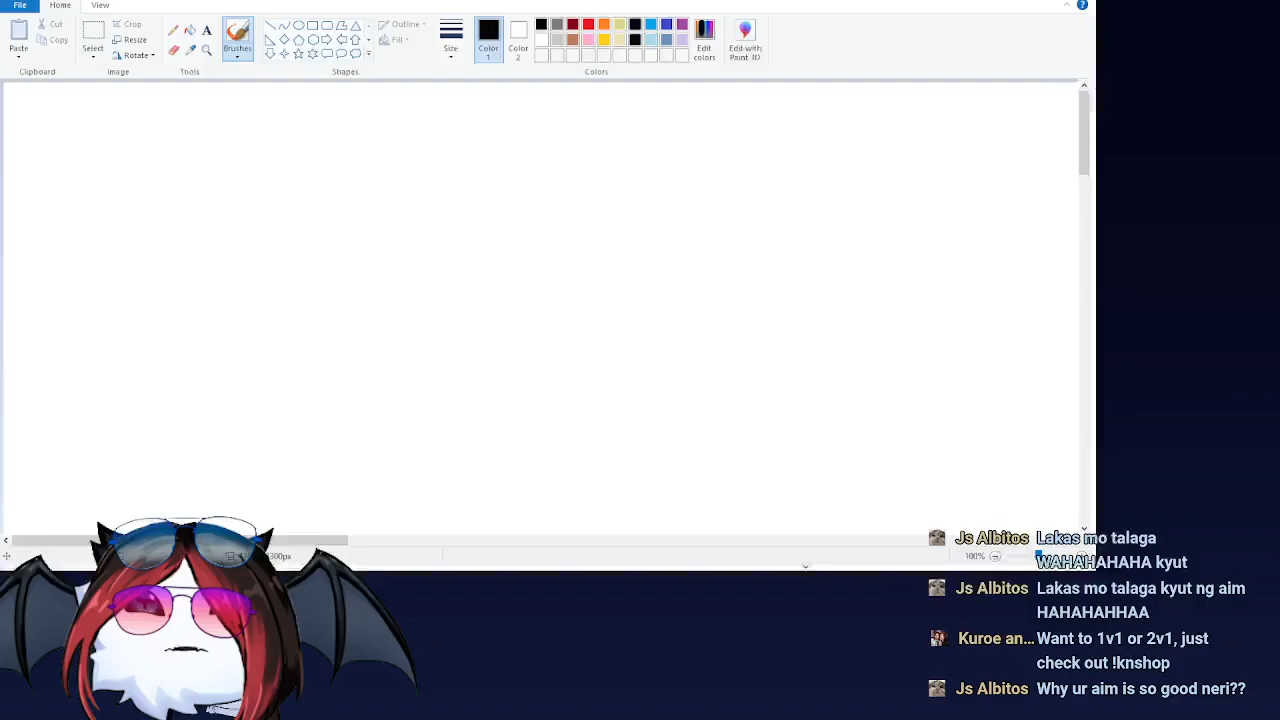 File Home View
Cut Copy Paste
Crop Resize Rotate Select
Brushes
Outline Fill
Size
Color 1
Color 2
Edit colors
Edit with Paint 3D
Clipboard Image Tools Shapes Colors
100%
Js Albitos Lakas mo talaga
WAHAHAHAHA kyut
Js Albitos Lakas mo talaga kyut ng aim
HAHAHAHHAA
Kuroe an... Want to 1v1 or 2v1, just
check out !knshop
Js Albitos Why ur aim is so good neri??